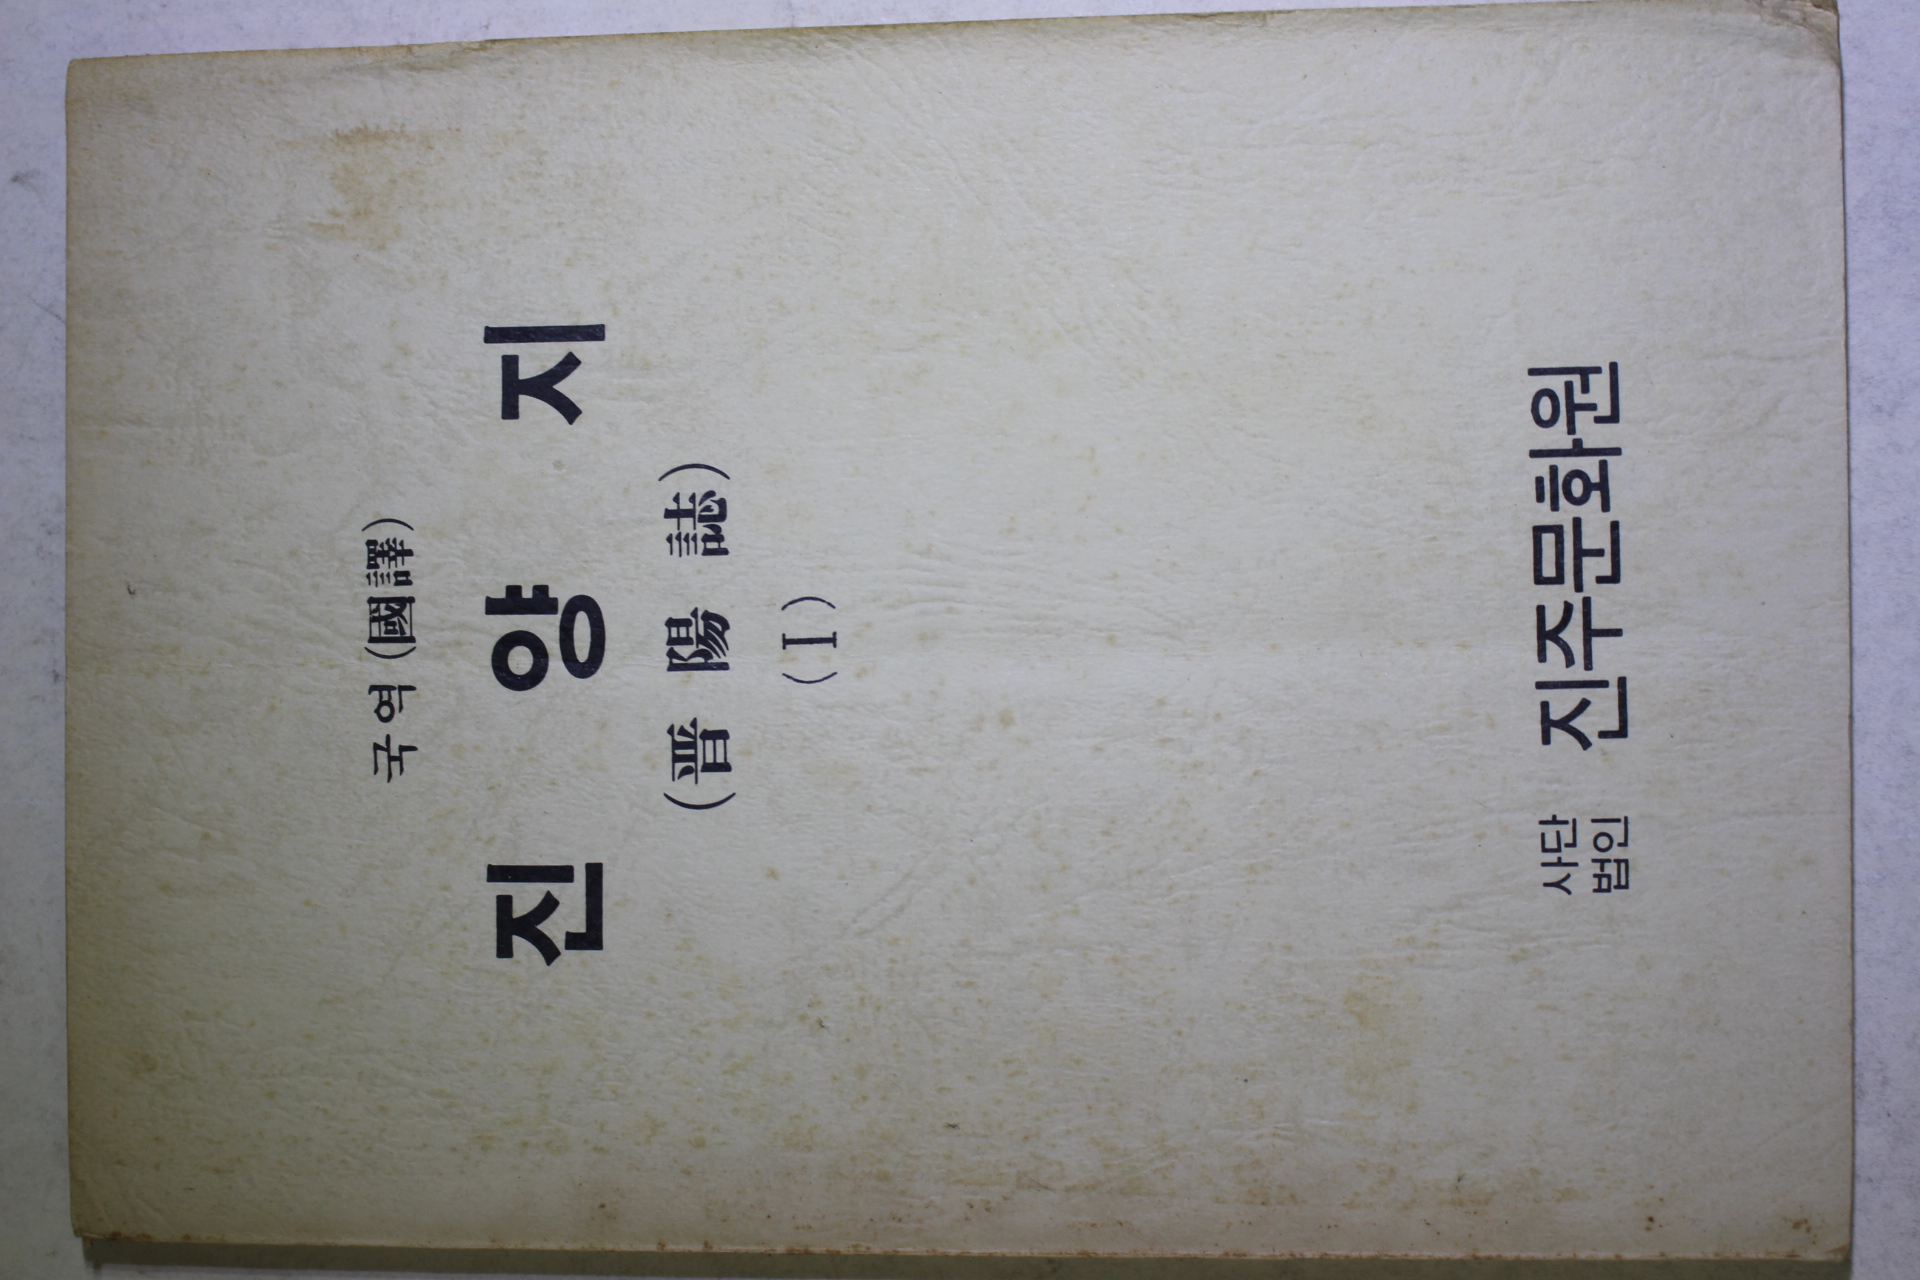 국역(國譯)
진 양 지
(晋 陽 誌)
(Ⅰ)
사단
법인 진주문화원